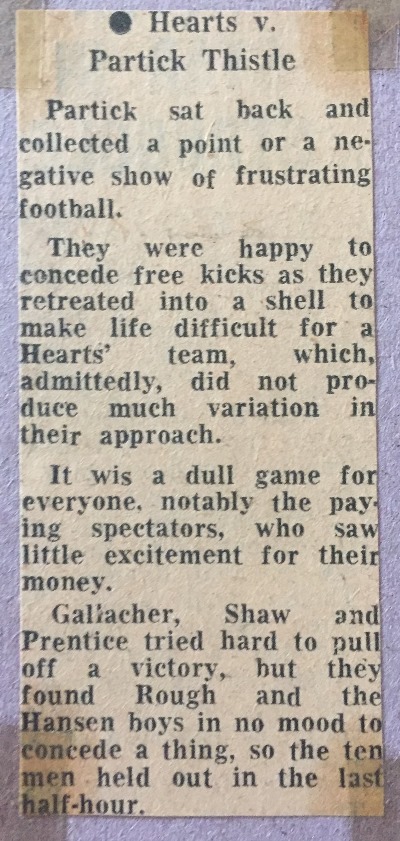 ● Hearts v.
Partick Thistle
Partick sat back and
collected a point or a ne-
gative show of frustrating
football.
They were happy to
concede free kicks as they
retreated into a shell to
make life difficult for a
Hearts' team, which,
admittedly, did not pro-
duce much variation in
their approach.
It wis a dull game for
everyone. notably the pay-
ing spectators, who saw
little excitement for their
money.
Gallacher, Shaw and
Prentice tried hard to pull
off a victory, but they
found Rough and the
Hansen boys in no mood to
concede a thing, so the ten
men held out in the last
half-hour.